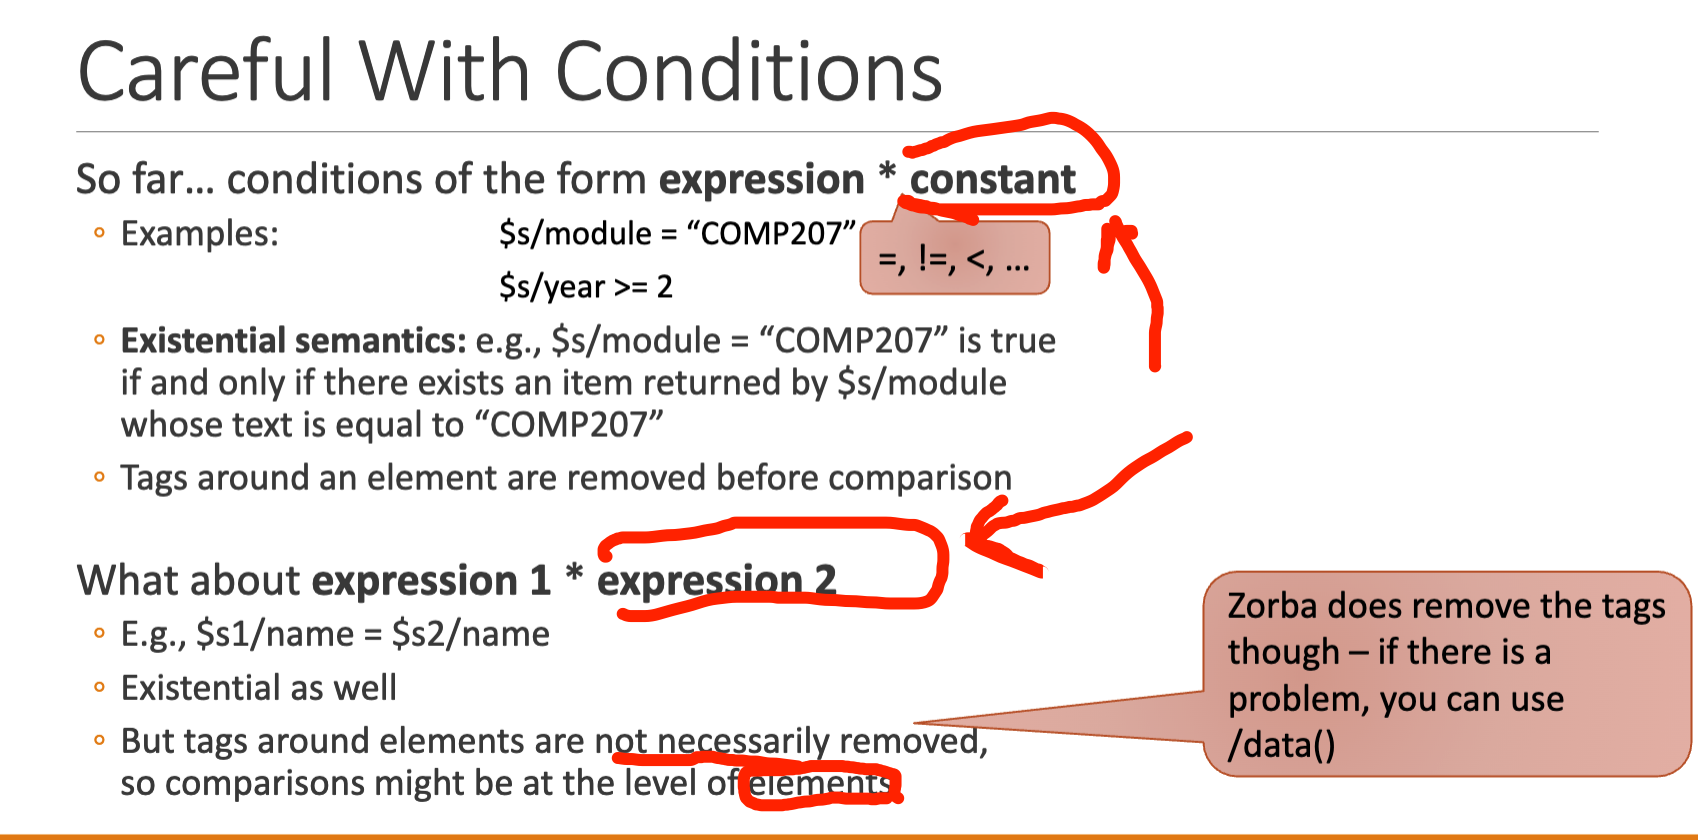 Careful With Conditions
So far... conditions of the form expression * constant
◦ Examples: $s/module = “COMP207”
=, !=, <, ...
$s/year >= 2
◦ Existential semantics: e.g., $s/module = “COMP207” is true
if and only if there exists an item returned by $s/module
whose text is equal to “COMP207”
◦ Tags around an element are removed before comparison
What about expression 1 * expression 2
◦ E.g., $s1/name = $s2/name
◦ Existential as well
◦ But tags around elements are not necessarily removed,
so comparisons might be at the level of elements
Zorba does remove the tags
though – if there is a
problem, you can use
/data()